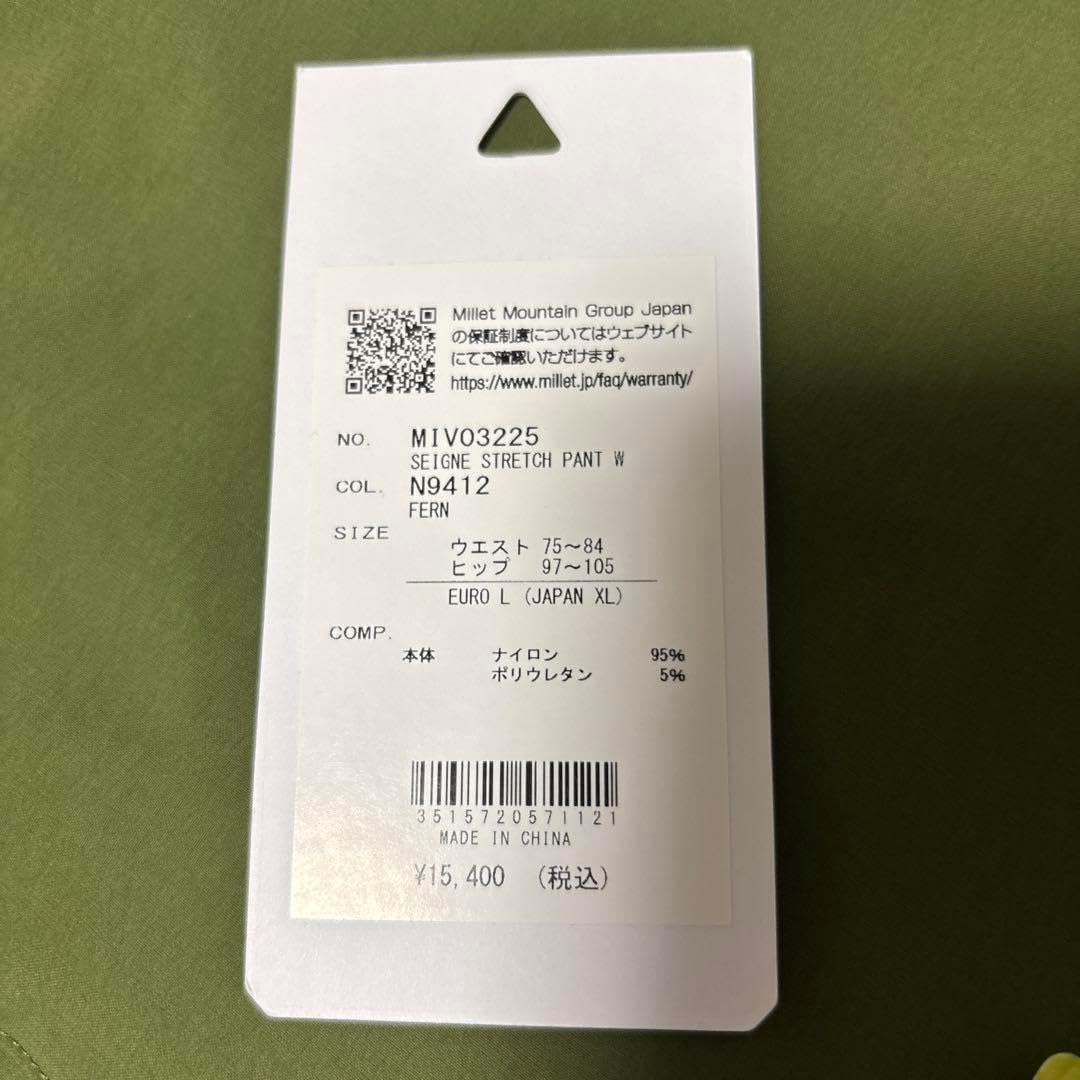 Millet Mountain Group Japan
の保証制度についてはウェブサイト
にてご確認いただけます。
https://www.millet.jp/faq/warranty/
NO. MIV03225
SEIGNE STRETCH PANT W
COL. N9412
FERN
SIZE
ウエスト 75～84
ヒップ 97～105
EURO L (JAPAN XL)
COMP.
本体 ナイロン 95%
ポリウレタン 5%
3515720571121
MADE IN CHINA
¥15,400 (税込)